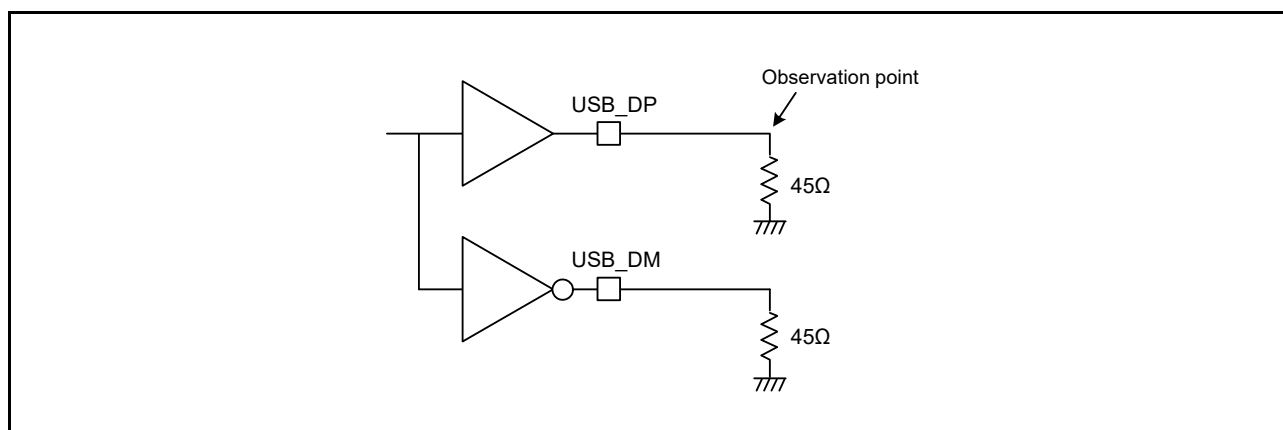 Observation point
USB_DP
45Ω
USB_DM
45Ω